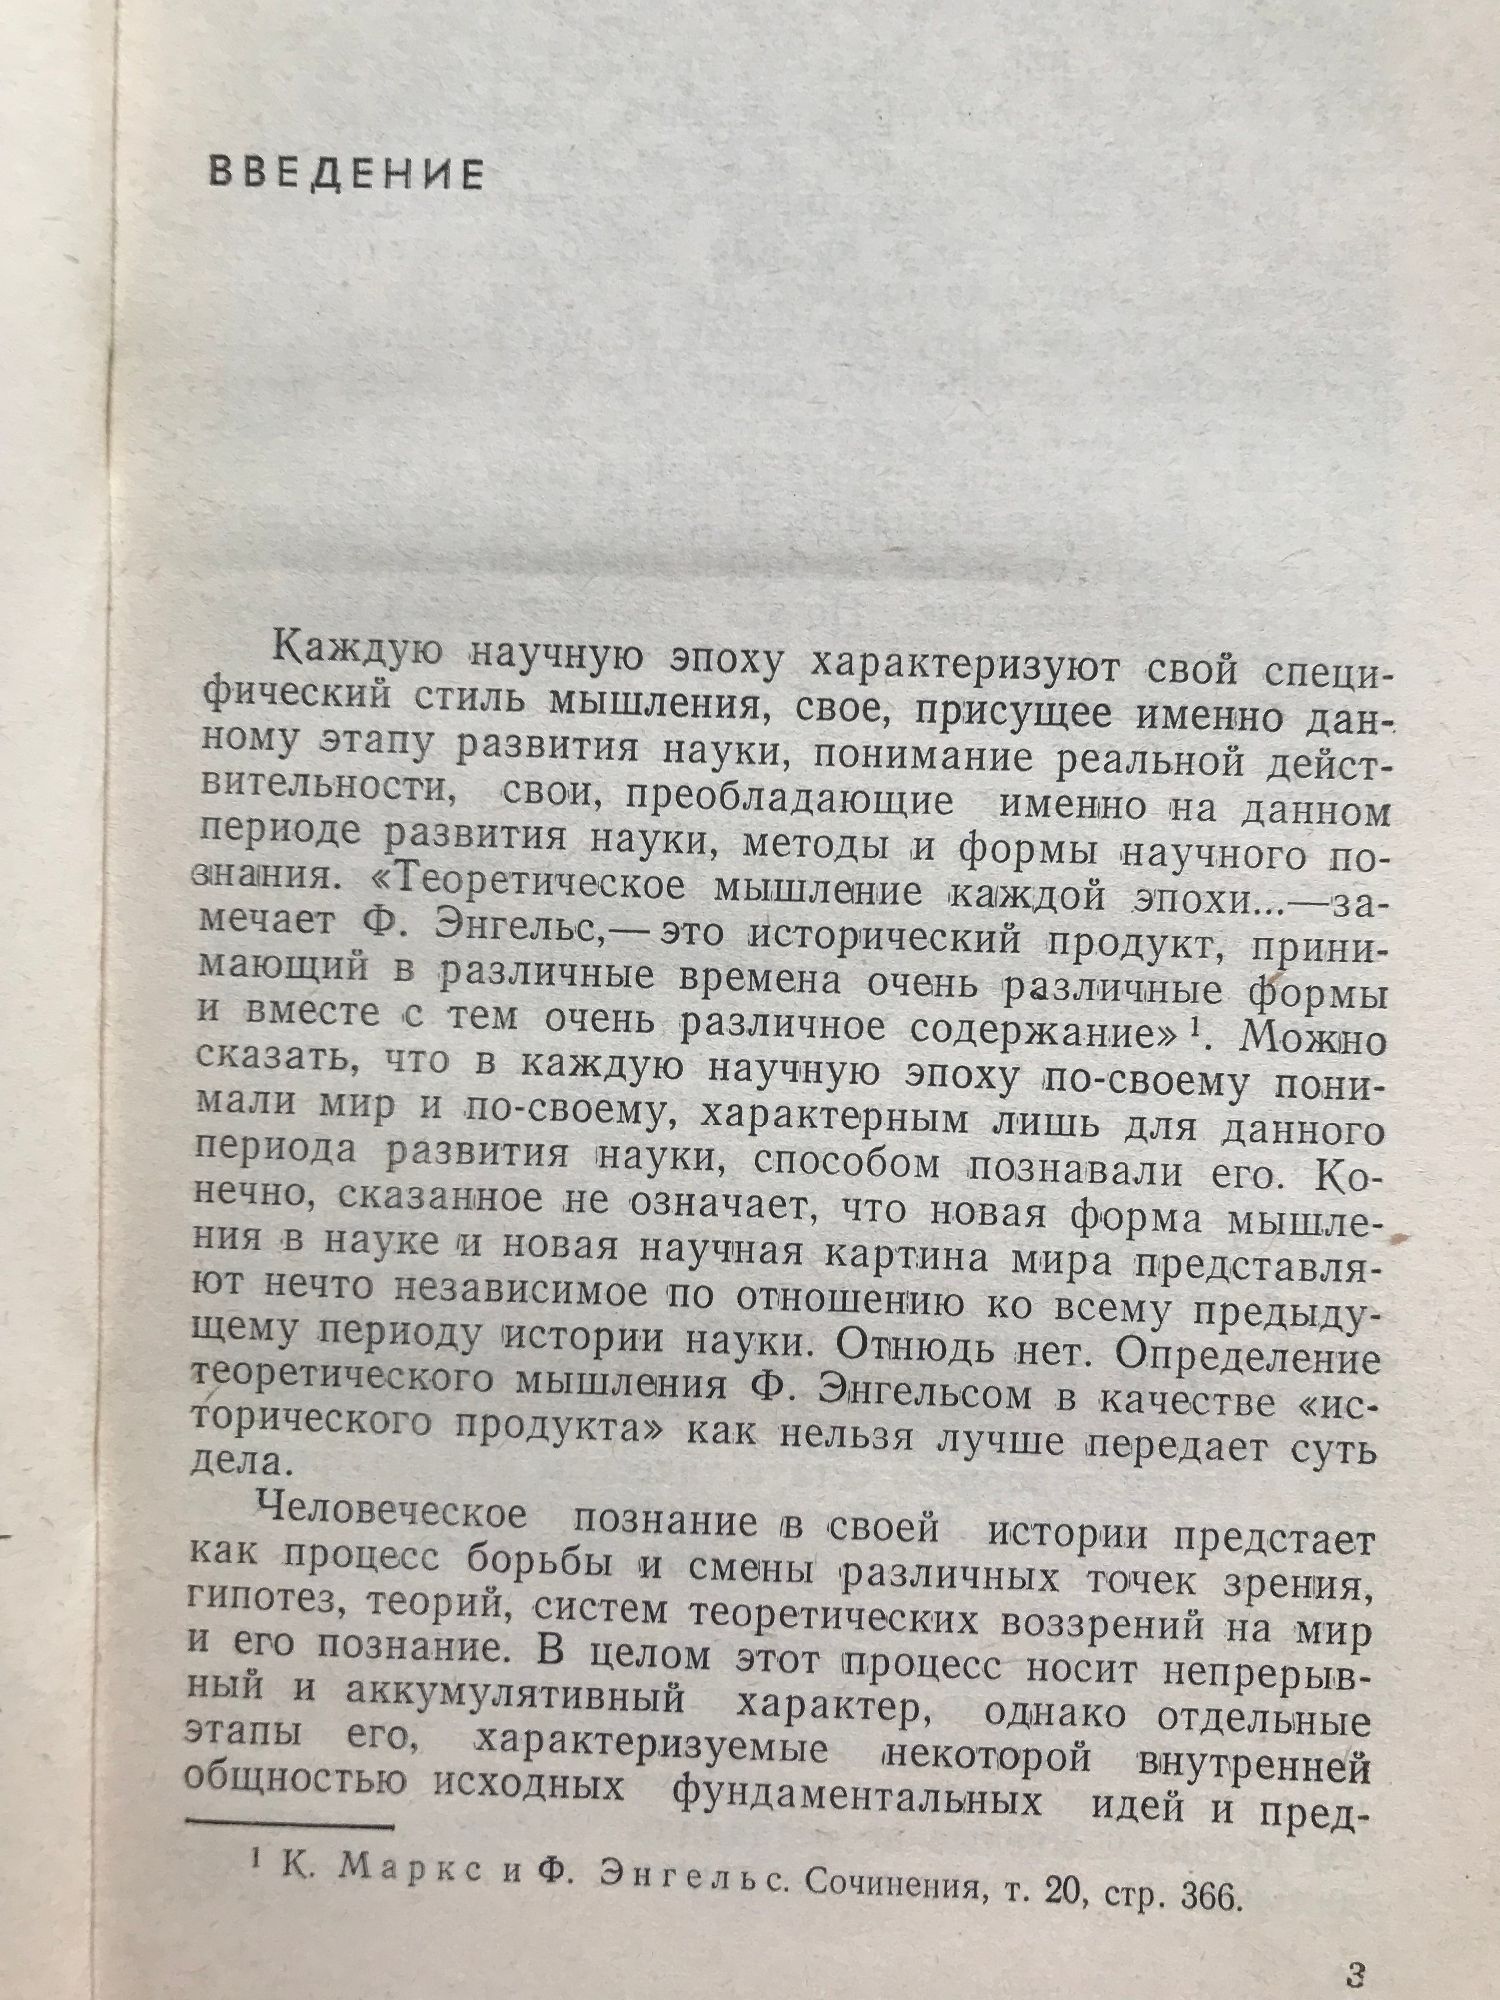 ВВЕДЕНИЕ
Каждую научную эпоху характеризуют свой специ-
фический стиль мышления, свое, присущее именно дан-
ному этапу развития науки, понимание реальной дейст-
вительности, свои, преобладающие именно на данном
периоде развития науки, методы и формы научного по-
знания. «Теоретическое мышление каждой эпохи...—за-
мечает Ф. Энгельс,— это исторический продукт, прини-
мающий в различные времена очень различные формы
и вместе с тем очень различное содержание» ¹. Можно
сказать, что в каждую научную эпоху по-своему пони-
мали мир и по-своему, характерным лишь для данного
периода развития науки, способом познавали его. Ко-
нечно, сказанное не означает, что новая форма мышле-
ния в науке и новая научная картина мира представля-
ют нечто независимое по отношению ко всему предыду-
щему периоду истории науки. Отнюдь нет. Определение
теоретического мышления Ф. Энгельсом в качестве «ис-
торического продукта» как нельзя лучше передает суть
дела.
Человеческое познание в своей истории предстает
как процесс борьбы и смены различных точек зрения,
гипотез, теорий, систем теоретических воззрений на мир
и его познание. В целом этот процесс носит непрерыв-
ный и аккумулятивный характер, однако отдельные
этапы его, характеризуемые некоторой внутренней
общностью исходных фундаментальных идей и пред-
¹ К. Маркс и Ф. Энгельс. Сочинения, т. 20, стр. 366.
3